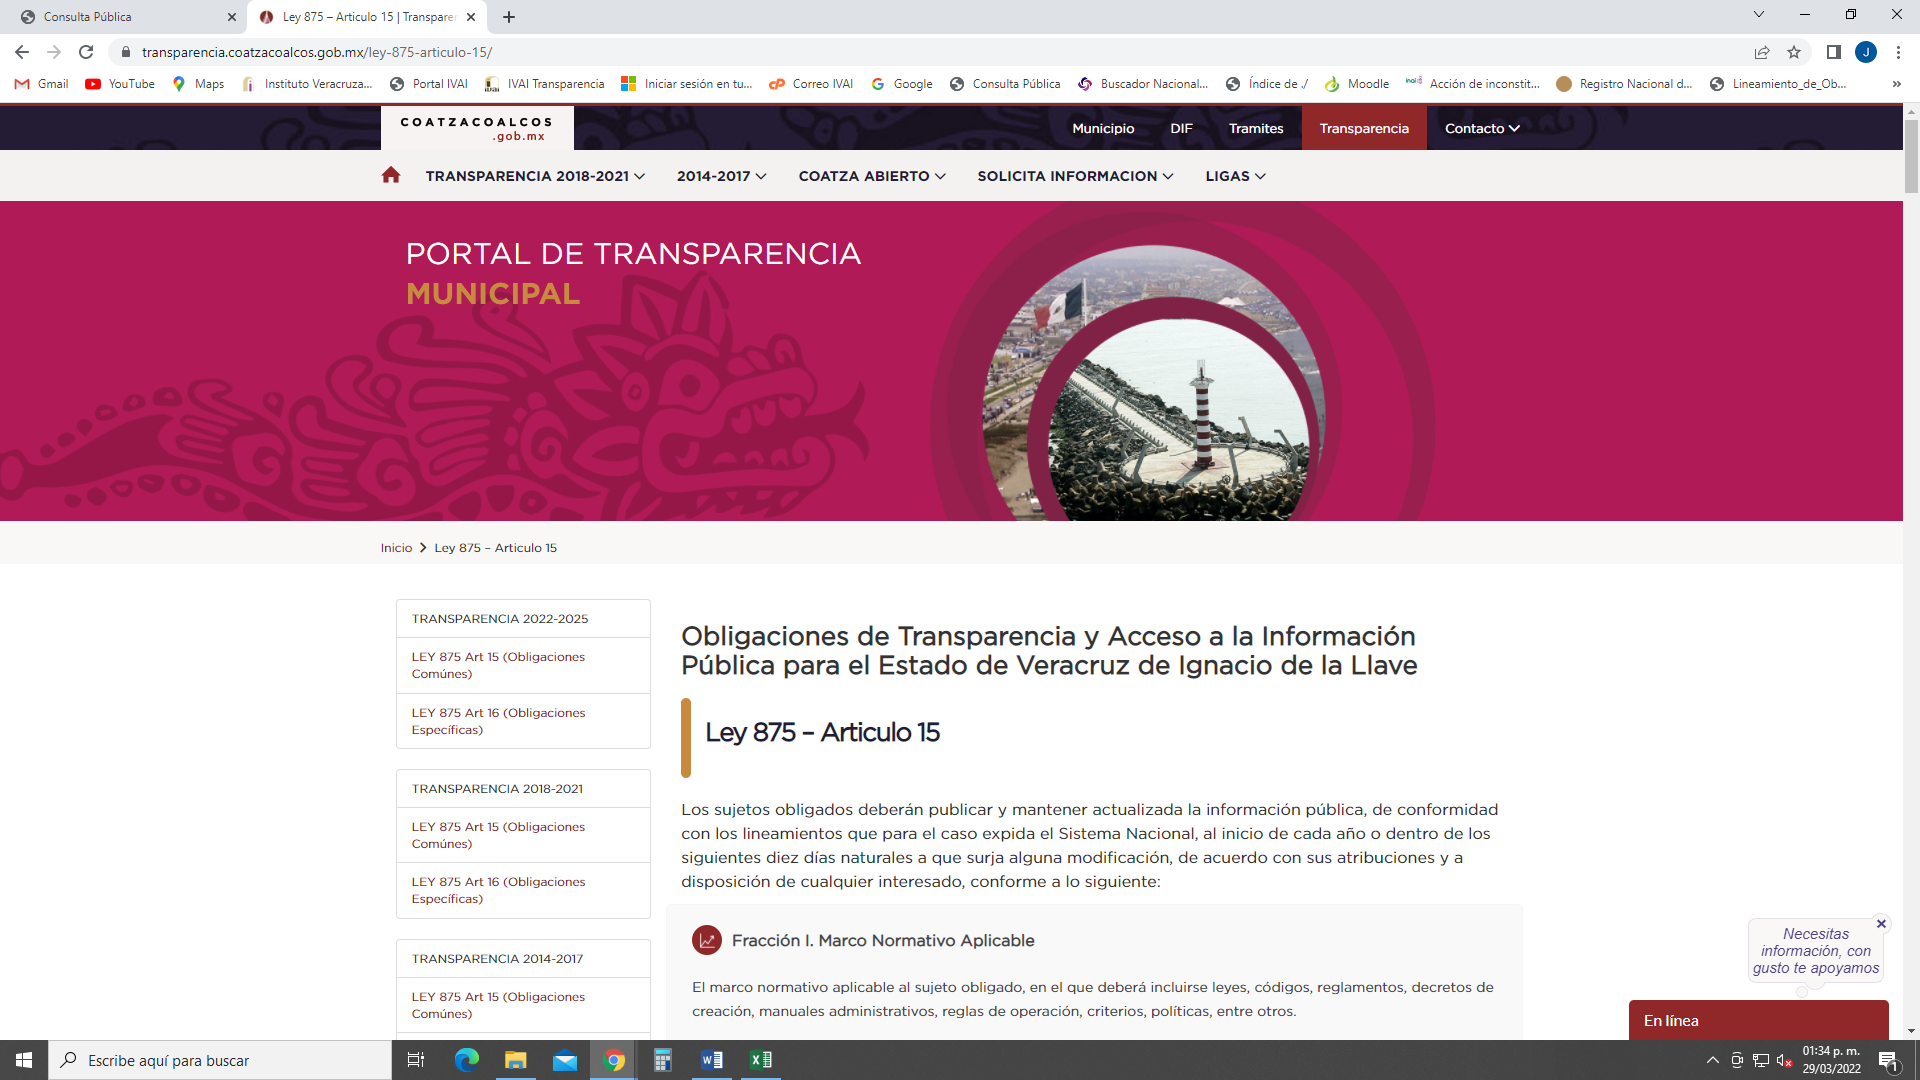 Consulta Pública
Ley 875 – Articulo 15 | Transparen
transparencia.coatzacoalcos.gob.mx/ley-875-articulo-15/
J
Gmail
YouTube
Maps
Instituto Veracruza...
Portal IVAI
IVAI Transparencia
Iniciar sesión en tu...
Correo IVAI
Google
Consulta Pública
Buscador Nacional...
Índice de ./
Moodle
Acción de inconstit...
Registro Nacional d...
Lineamiento_de_Ob...
»
COATZACOALCOS
.gob.mx
Municipio
DIF
Tramites
Transparencia
Contacto
TRANSPARENCIA 2018-2021
2014-2017
COATZA ABIERTO
SOLICITA INFORMACION
LIGAS
PORTAL DE TRANSPARENCIA
MUNICIPAL
Inicio
Ley 875 – Articulo 15
TRANSPARENCIA 2022-2025
LEY 875 Art 15 (Obligaciones
Comúnes)
LEY 875 Art 16 (Obligaciones
Específicas)
TRANSPARENCIA 2018-2021
LEY 875 Art 15 (Obligaciones
Comúnes)
LEY 875 Art 16 (Obligaciones
Específicas)
TRANSPARENCIA 2014-2017
LEY 875 Art 15 (Obligaciones
Comúnes)
Obligaciones de Transparencia y Acceso a la Información
Pública para el Estado de Veracruz de Ignacio de la Llave
Ley 875 – Articulo 15
Los sujetos obligados deberán publicar y mantener actualizada la información pública, de conformidad
con los lineamientos que para el caso expida el Sistema Nacional, al inicio de cada año o dentro de los
siguientes diez días naturales a que surja alguna modificación, de acuerdo con sus atribuciones y a
disposición de cualquier interesado, conforme a lo siguiente:
Fracción I. Marco Normativo Aplicable
El marco normativo aplicable al sujeto obligado, en el que deberá incluirse leyes, códigos, reglamentos, decretos de
creación, manuales administrativos, reglas de operación, criterios, políticas, entre otros.
Necesitas
información, con
gusto te apoyamos
En línea
Escribe aquí para buscar
01:34 p. m.
29/03/2022
1